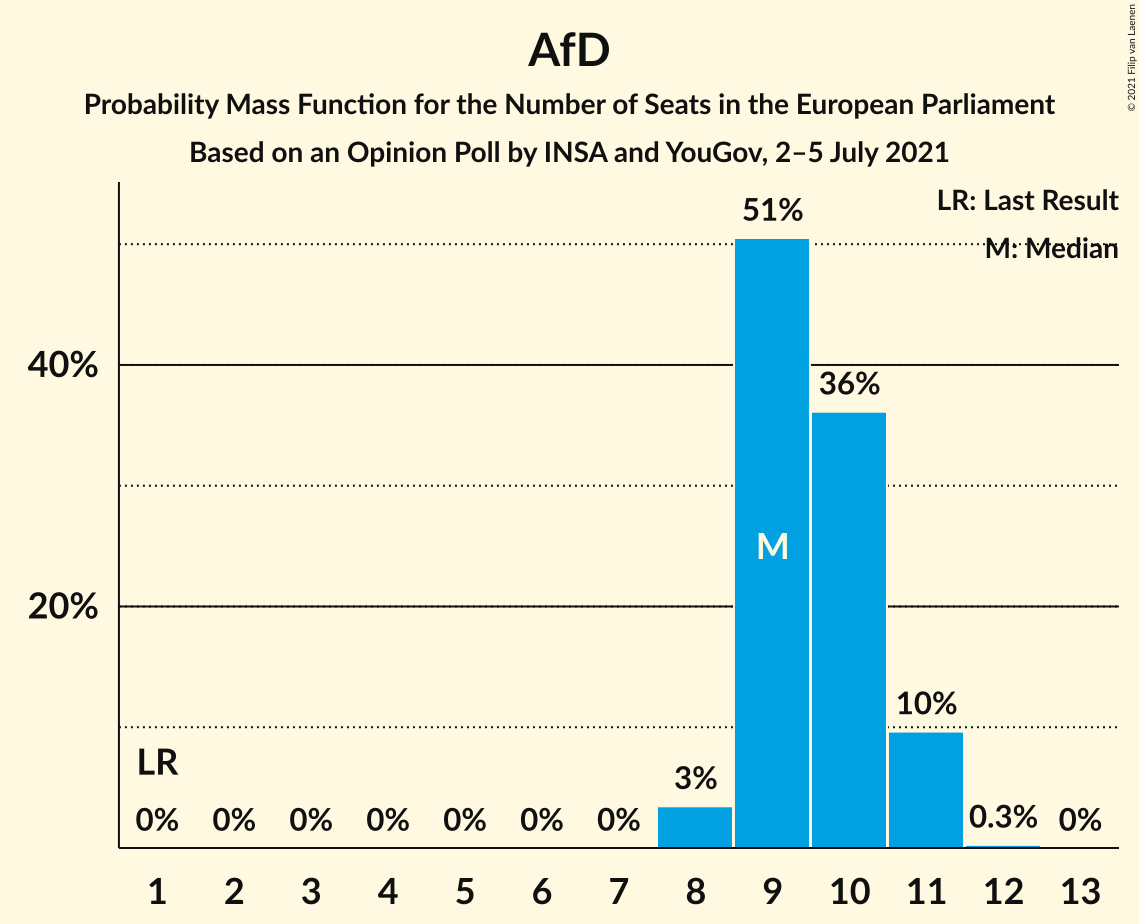 AfD
Probability Mass Function for the Number of Seats in the European Parliament
Based on an Opinion Poll by INSA and YouGov, 2–5 July 2021
© 2021 Filip van Laenen
LR: Last Result
M: Median
51%
40%
36%
M
20%
10%
LR
3%
0% 0% 0% 0% 0% 0% 0% 0.3% 0%
1 2 3 4 5 6 7 8 9 10 11 12 13